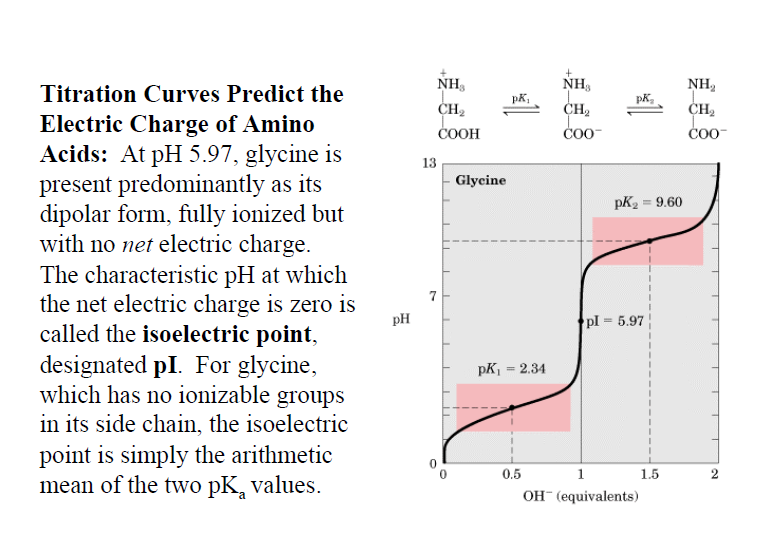 Titration Curves Predict the
Electric Charge of Amino
Acids:  At pH 5.97, glycine is
present predominantly as its
dipolar form, fully ionized but
with no net electric charge.
The characteristic pH at which
the net electric charge is zero is
called the isoelectric point,
designated pI.  For glycine,
which has no ionizable groups
in its side chain, the isoelectric
point is simply the arithmetic
mean of the two pKₐ values.
+ + 
NH₃ NH₃ NH₂
pK₁ pK₂
CH₂ CH₂ CH₂
COOH COO⁻ COO⁻
13
Glycine
pK₂ = 9.60
7
pH
pI = 5.97
pK₁ = 2.34
0
0 0.5 1 1.5 2
OH⁻ (equivalents)